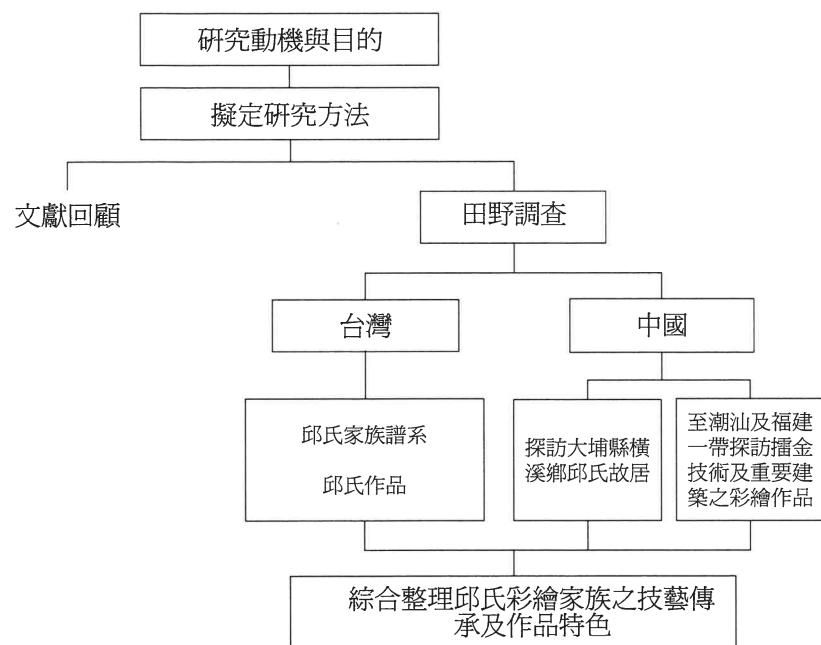 研究動機與目的
擬定研究方法
文獻回顧
田野調查
台灣
中國
邱氏家族譜系
邱氏作品
探訪大埔縣橫
溪鄉邱氏故居
至潮汕及福建
一帶探訪擂金
技術及重要建
築之彩繪作品
綜合整理邱氏彩繪家族之技藝傳
承及作品特色